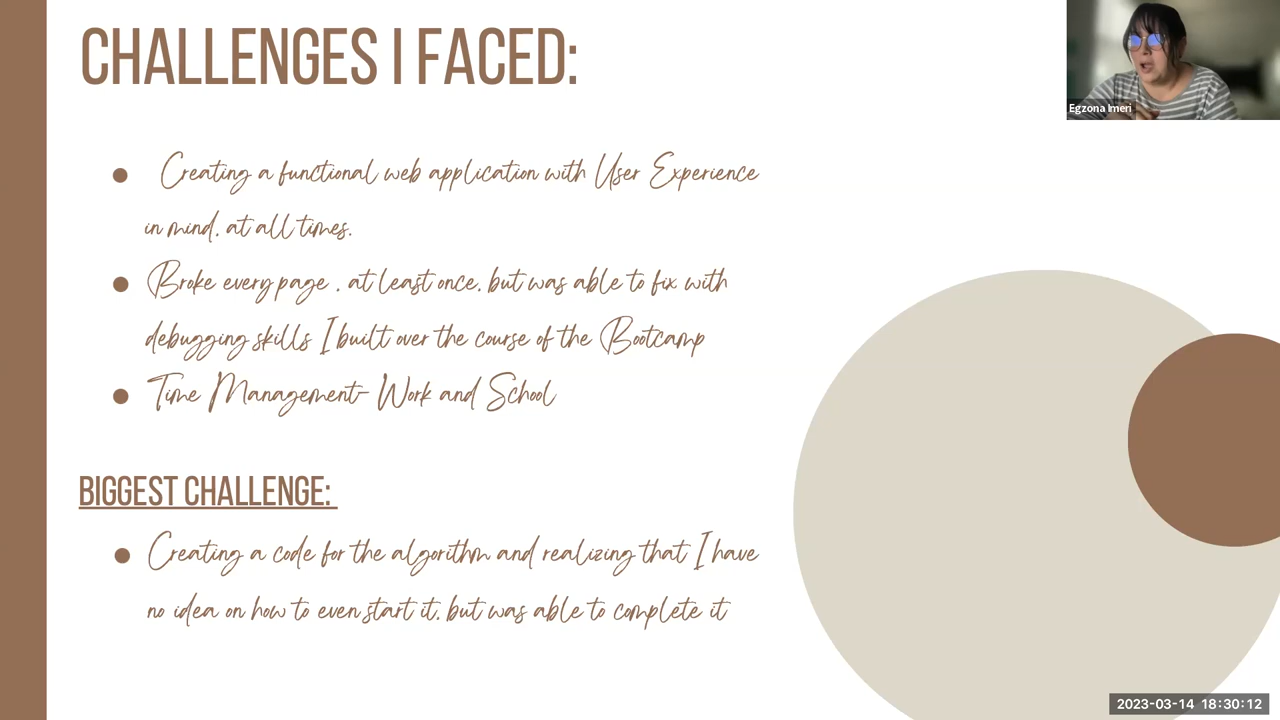 CHALLENGES I FACED:
Egzona Imeri
Creating a functional web application with User Experience
in mind, at all times.
Broke every page , at least once, but was able to fix with
debugging skills I built over the course of the Bootcamp
Time Management- Work and School
BIGGEST CHALLENGE:
Creating a code for the algorithm and realizing that I have
no idea on how to even start it, but was able to complete it
2023-03-14 18:30:12